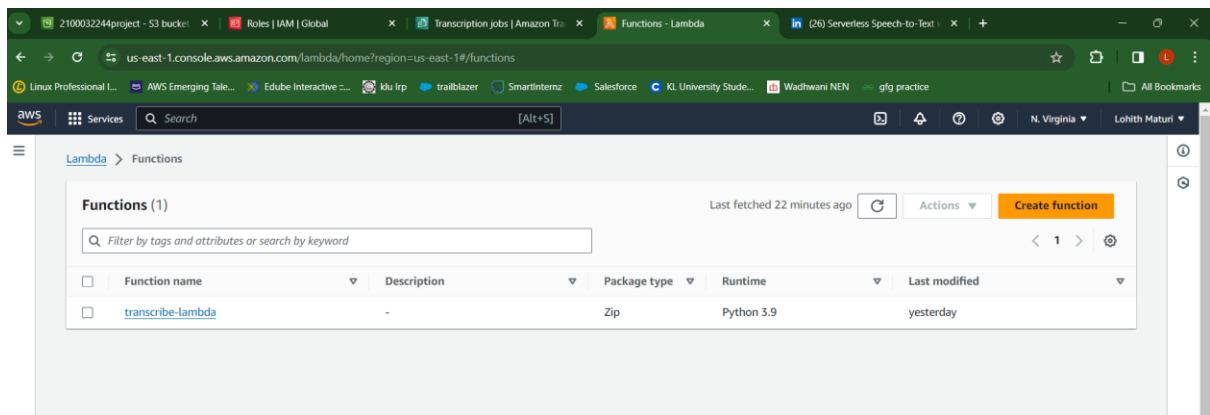 2100032244project - S3 bucket
Roles | IAM | Global
Transcription jobs | Amazon Tra
Functions - Lambda
(26) Serverless Speech-to-Text
us-east-1.console.aws.amazon.com/lambda/home?region=us-east-1#/functions
L
Linux Professional I...
AWS Emerging Tale...
Edube Interactive ::...
klu lrp
trailblazer
SmartInternz
Salesforce
KL University Stude...
Wadhwani NEN
gfg practice
All Bookmarks
aws
Services
Search
[Alt+S]
N. Virginia
Lohith Maturi
Lambda > Functions
Functions (1)
Last fetched 22 minutes ago
Actions
Create function
Filter by tags and attributes or search by keyword
< 1 >
Function name Description Package type Runtime Last modified
transcribe-lambda - Zip Python 3.9 yesterday